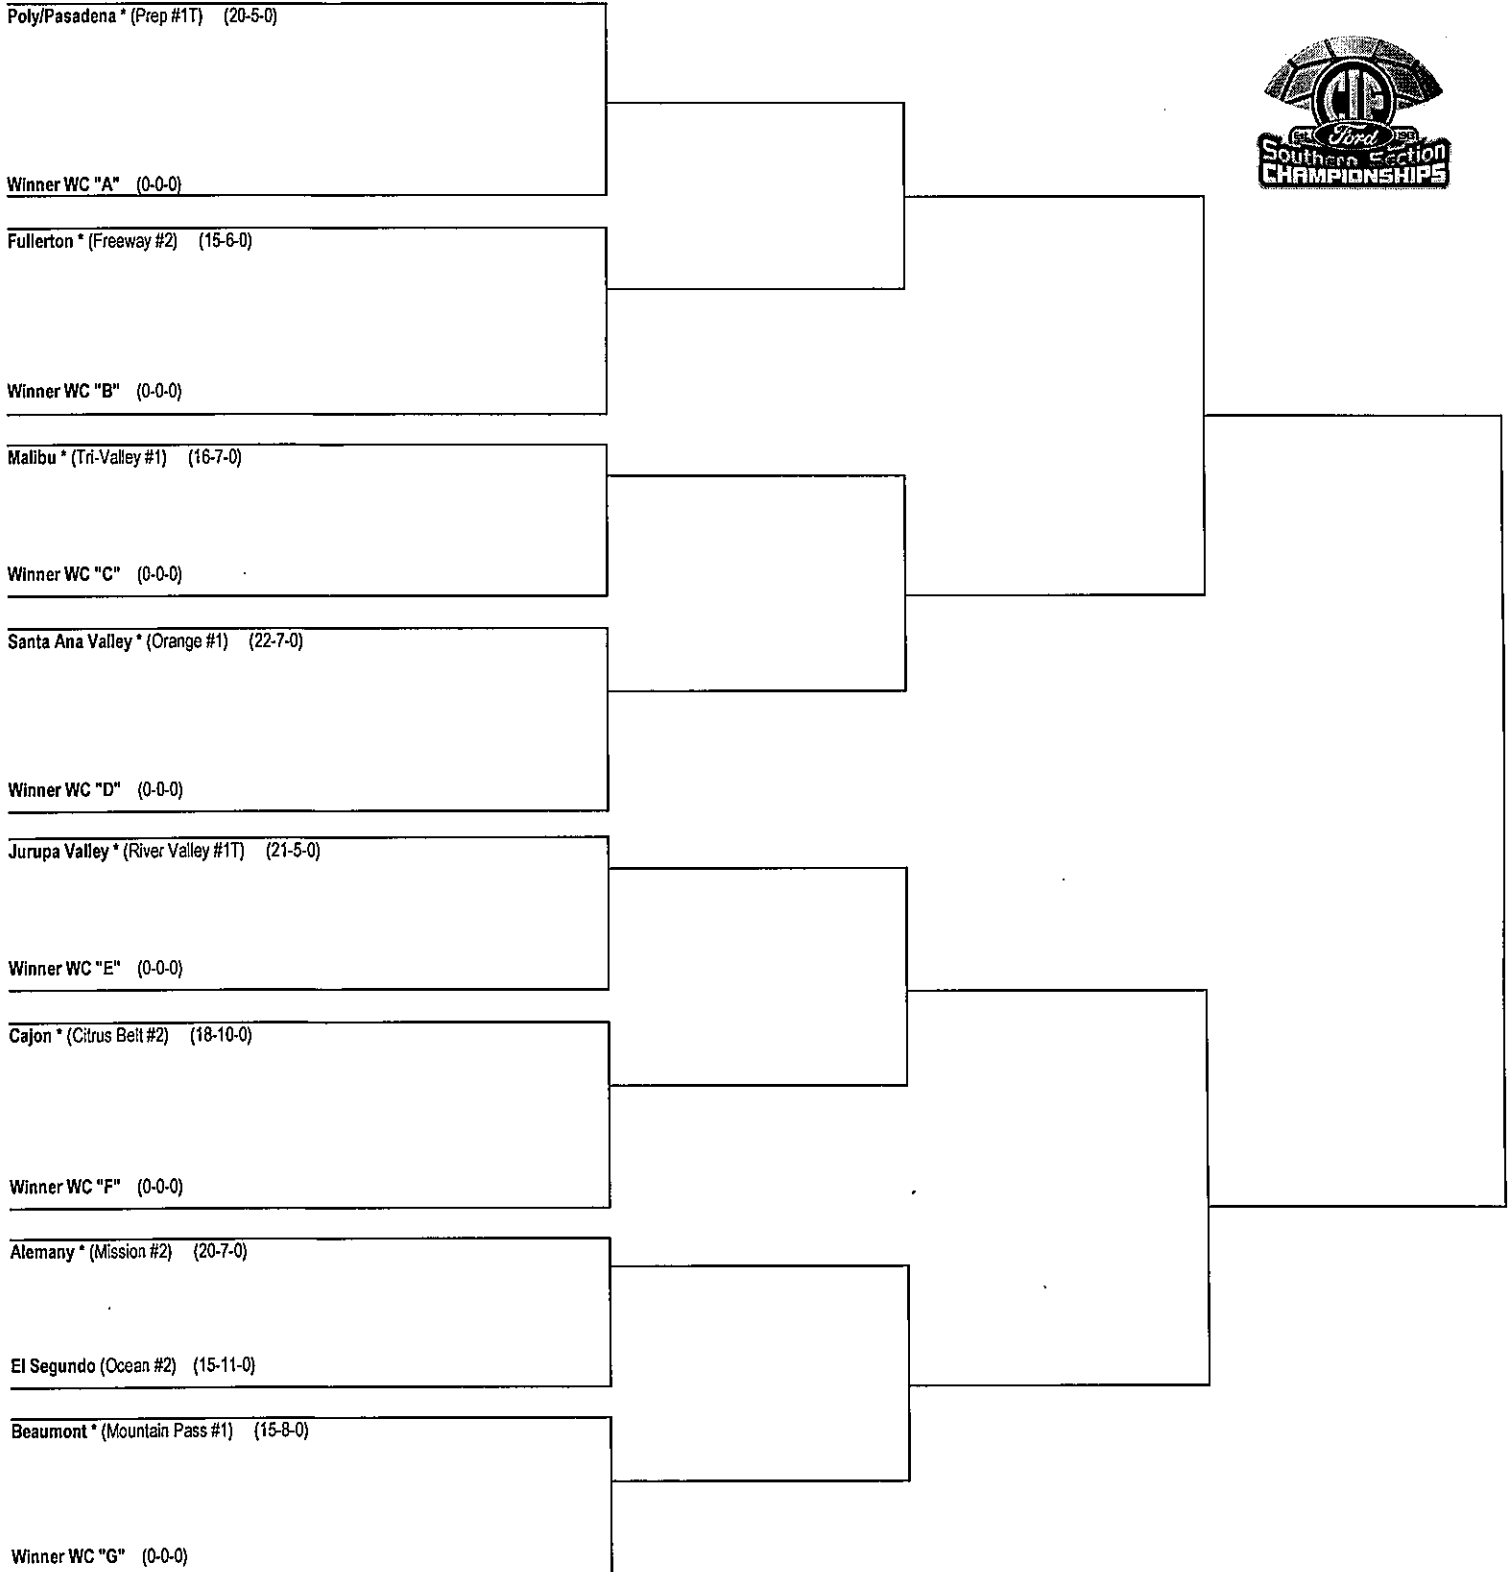 Poly/Pasadena * (Prep #1T) (20-5-0)
CIF
Ford
Southern Section
CHAMPIONSHIPS
Winner WC "A" (0-0-0)
Fullerton * (Freeway #2) (15-6-0)
Winner WC "B" (0-0-0)
Malibu * (Tri-Valley #1) (16-7-0)
Winner WC "C" (0-0-0)
Santa Ana Valley * (Orange #1) (22-7-0)
Winner WC "D" (0-0-0)
Jurupa Valley * (River Valley #1T) (21-5-0)
Winner WC "E" (0-0-0)
Cajon * (Citrus Belt #2) (18-10-0)
Winner WC "F" (0-0-0)
Alemany * (Mission #2) (20-7-0)
El Segundo (Ocean #2) (15-11-0)
Beaumont * (Mountain Pass #1) (15-8-0)
Winner WC "G" (0-0-0)